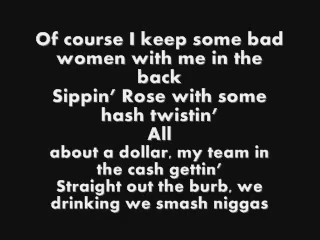 Of course I keep some bad
women with me in the
back
Sippin' Rose with some
hash twistin'
All
about a dollar, my team in
the cash gettin'
Straight out the burb, we
drinking we smash niggas